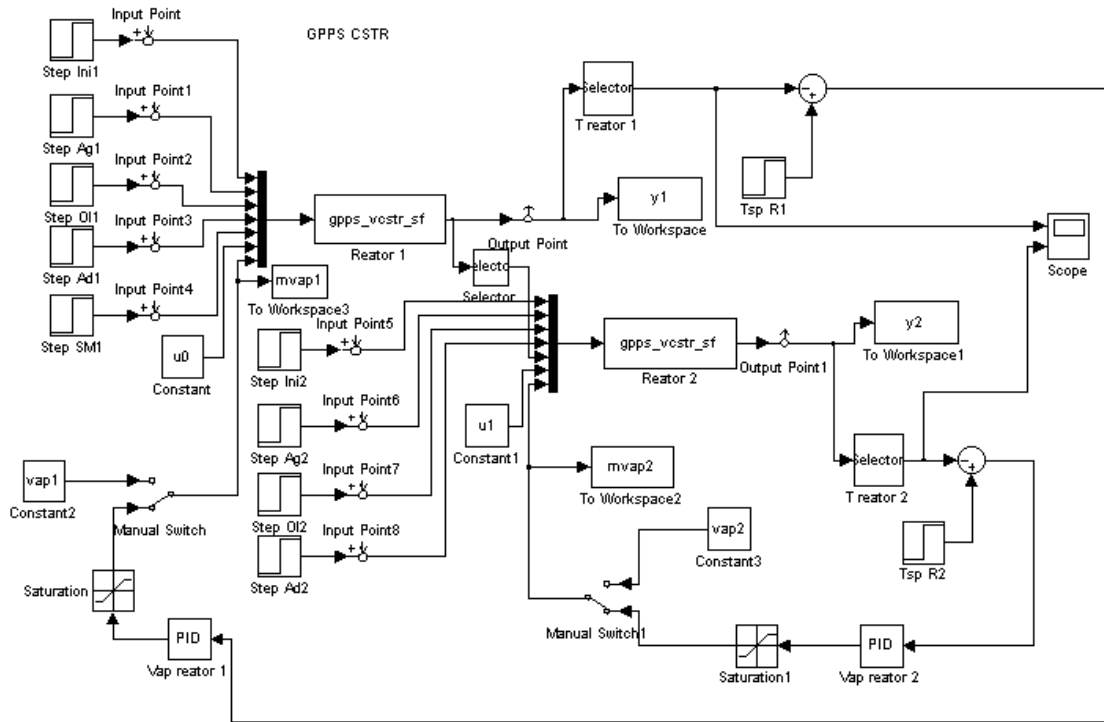 Input Point
GPPS CSTR
Step Ini1
Input Point1
Selector
T reator 1
Step Ag1
Input Point2
Step Ol1
Input Point3
Step Ad1
Input Point4
Step SM1
gpps_vcstr_sf
Reator 1
Output Point
y1
To Workspace
Tsp R1
Scope
elector
Selector
mvap1
To Workspace3
u0
Constant
Input Point5
Step Ini2
Input Point6
Step Ag2
Input Point7
Step Ol2
Input Point8
Step Ad2
gpps_vcstr_sf
Reator 2
Output Point1
y2
To Workspace1
u1
Constant1
mvap2
To Workspace2
Selector
T reator 2
Tsp R2
vap1
Constant2
Manual Switch
vap2
Constant3
Manual Switch1
Saturation
PID
Vap reator 1
Saturation1
PID
Vap reator 2